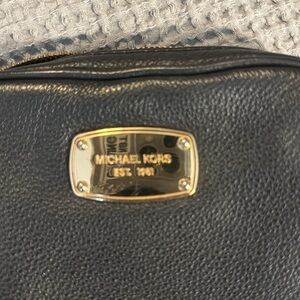 MICHAEL KORS
EST. 1981